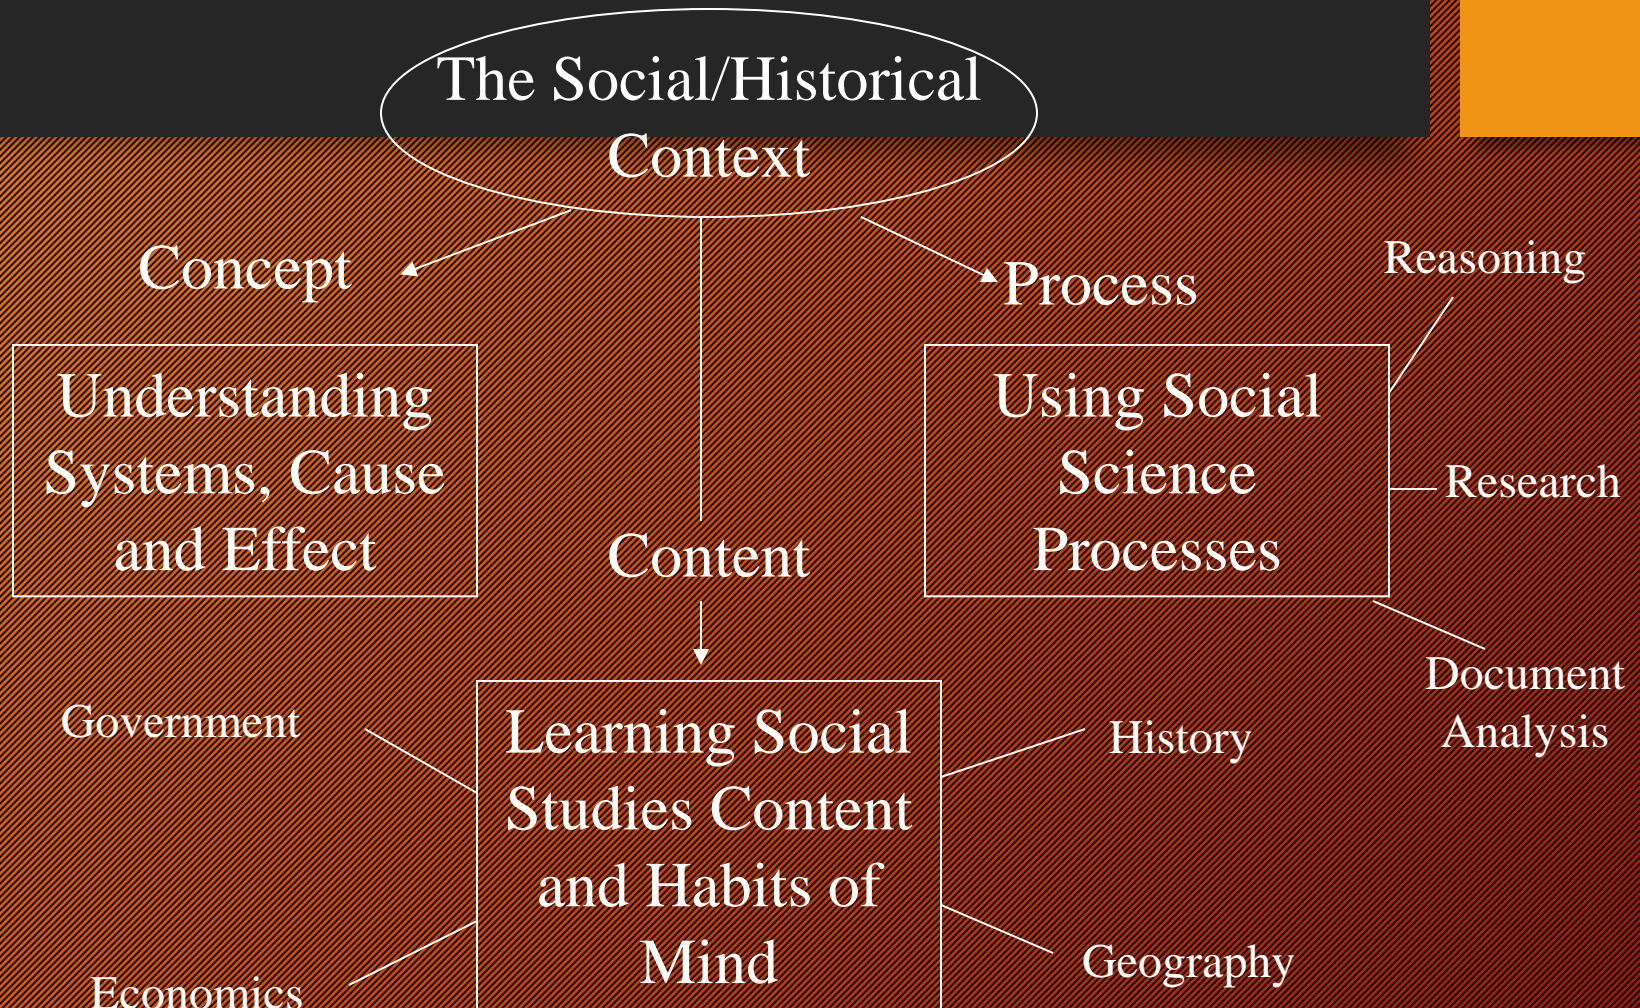 The Social/Historical
Context
Concept
Process
Reasoning
Understanding
Systems, Cause
and Effect
Using Social
Science
Processes
Research
Content
Document
Analysis
Government
Learning Social
Studies Content
and Habits of
Mind
History
Geography
Economics